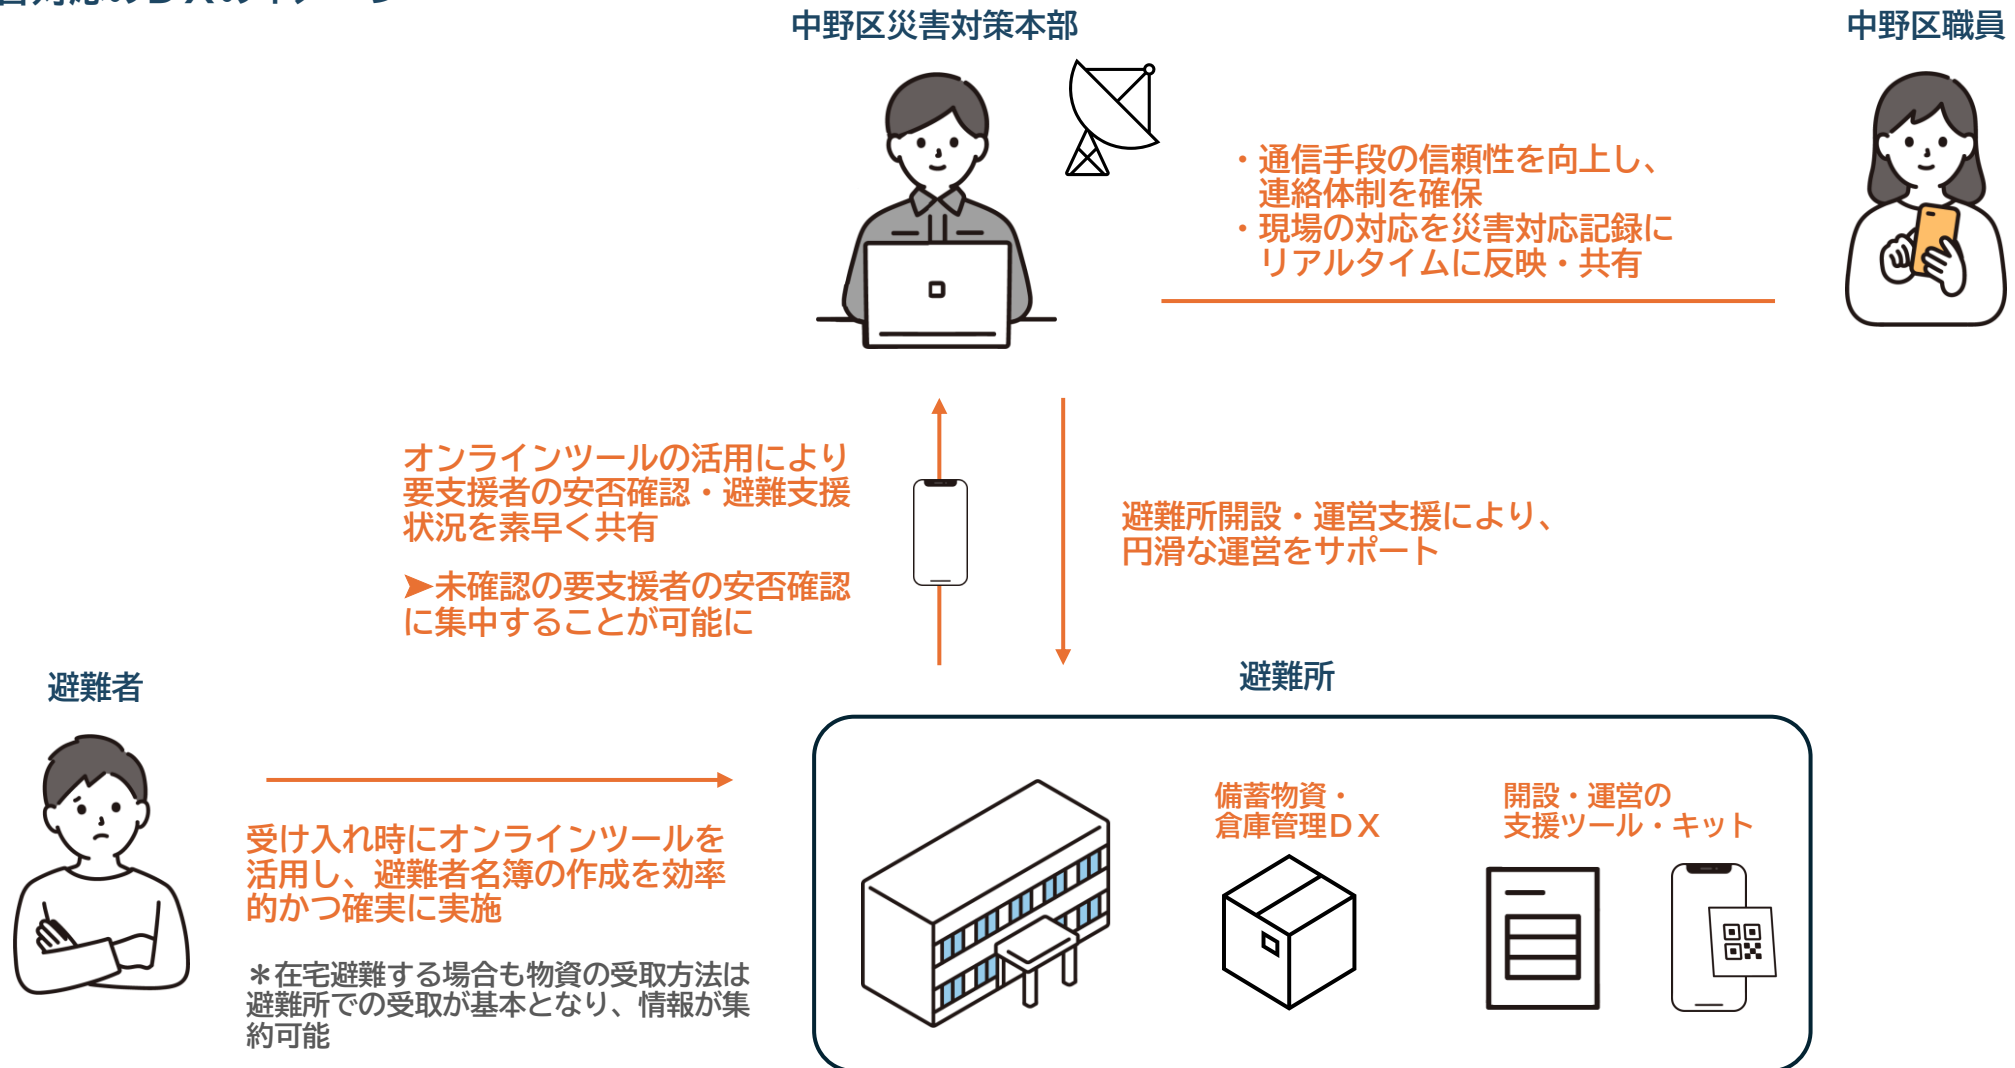 害対応のＤＸのイメージ
中野区災害対策本部
中野区職員
・通信手段の信頼性を向上し、
連絡体制を確保
・現場の対応を災害対応記録に
リアルタイムに反映・共有
オンラインツールの活用により
要支援者の安否確認・避難支援
状況を素早く共有
➤未確認の要支援者の安否確認
に集中することが可能に
避難所開設・運営支援により、
円滑な運営をサポート
避難者
避難所
受け入れ時にオンラインツールを
活用し、避難者名簿の作成を効率
的かつ確実に実施
＊在宅避難する場合も物資の受取方法は
避難所での受取が基本となり、情報が集
約可能
備蓄物資・
倉庫管理ＤＸ
開設・運営の
支援ツール・キット